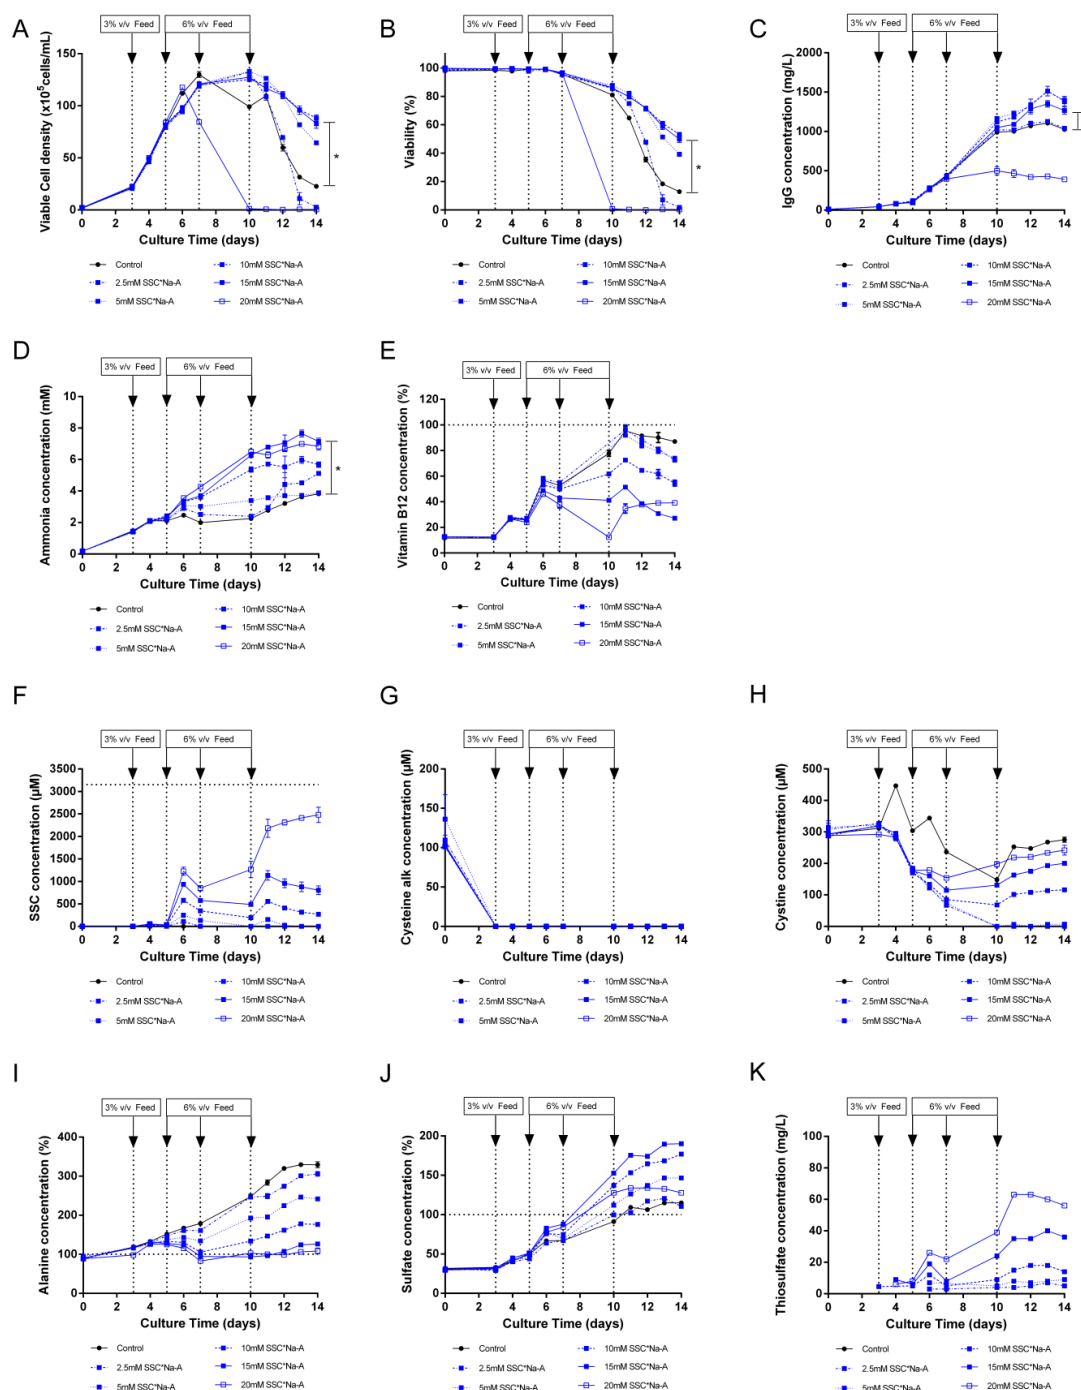 A
3% v/v Feed
6% v/v Feed
Viable Cell density (x10⁵cells/mL)
150
100
50
0
0 2 4 6 8 10 12 14
*
Culture Time (days)
Control
10mM SSC*Na-A
2.5mM SSC*Na-A
15mM SSC*Na-A
5mM SSC*Na-A
20mM SSC*Na-A
B
3% v/v Feed
6% v/v Feed
Viability (%)
100
80
60
40
20
0
0 2 4 6 8 10 12 14
*
Culture Time (days)
Control
10mM SSC*Na-A
2.5mM SSC*Na-A
15mM SSC*Na-A
5mM SSC*Na-A
20mM SSC*Na-A
C
3% v/v Feed
6% v/v Feed
IgG concentration (mg/L)
2000
1500
1000
500
0
0 2 4 6 8 10 12 14
Culture Time (days)
Control
10mM SSC*Na-A
2.5mM SSC*Na-A
15mM SSC*Na-A
5mM SSC*Na-A
20mM SSC*Na-A
D
3% v/v Feed
6% v/v Feed
Ammonia concentration (mM)
10
8
6
4
2
0
0 2 4 6 8 10 12 14
*
Culture Time (days)
Control
10mM SSC*Na-A
2.5mM SSC*Na-A
15mM SSC*Na-A
5mM SSC*Na-A
20mM SSC*Na-A
E
3% v/v Feed
6% v/v Feed
Vitamin B12 concentration (%)
120
100
80
60
40
20
0
0 2 4 6 8 10 12 14
Culture Time (days)
Control
10mM SSC*Na-A
2.5mM SSC*Na-A
15mM SSC*Na-A
5mM SSC*Na-A
20mM SSC*Na-A
F
3% v/v Feed
6% v/v Feed
SSC concentration (µM)
3500
3000
2500
2000
1500
1000
500
0
0 2 4 6 8 10 12 14
Culture Time (days)
Control
10mM SSC*Na-A
2.5mM SSC*Na-A
15mM SSC*Na-A
5mM SSC*Na-A
20mM SSC*Na-A
G
3% v/v Feed
6% v/v Feed
Cysteine alk concentration (µM)
200
150
100
50
0
0 2 4 6 8 10 12 14
Culture Time (days)
Control
10mM SSC*Na-A
2.5mM SSC*Na-A
15mM SSC*Na-A
5mM SSC*Na-A
20mM SSC*Na-A
H
3% v/v Feed
6% v/v Feed
Cystine concentration (µM)
500
400
300
200
100
0
0 2 4 6 8 10 12 14
Culture Time (days)
Control
10mM SSC*Na-A
2.5mM SSC*Na-A
15mM SSC*Na-A
5mM SSC*Na-A
20mM SSC*Na-A
I
3% v/v Feed
6% v/v Feed
Alanine concentration (%)
400
300
200
100
0
0 2 4 6 8 10 12 14
Culture Time (days)
Control
10mM SSC*Na-A
2.5mM SSC*Na-A
15mM SSC*Na-A
5mM SSC*Na-A
20mM SSC*Na-A
J
3% v/v Feed
6% v/v Feed
Sulfate concentration (%)
200
150
100
50
0
0 2 4 6 8 10 12 14
Culture Time (days)
Control
10mM SSC*Na-A
2.5mM SSC*Na-A
15mM SSC*Na-A
5mM SSC*Na-A
20mM SSC*Na-A
K
3% v/v Feed
6% v/v Feed
Thiosulfate concentration (mg/L)
100
80
60
40
20
0
0 2 4 6 8 10 12 14
Culture Time (days)
Control
10mM SSC*Na-A
2.5mM SSC*Na-A
15mM SSC*Na-A
5mM SSC*Na-A
20mM SSC*Na-A